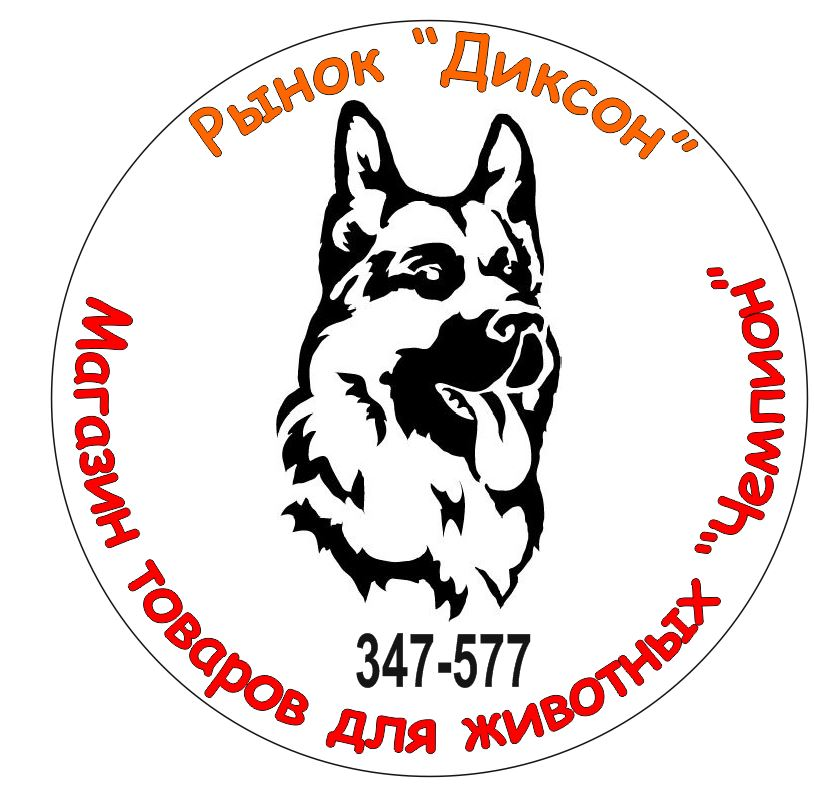 Рынок "Диксон"
347-577
Магазин товаров для животных "Чемпион"